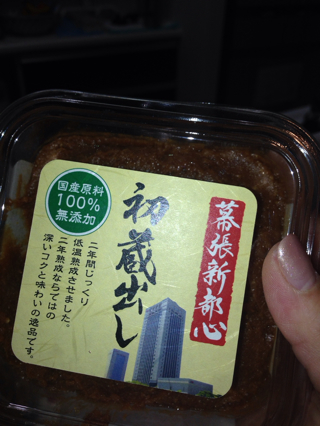 幕張新都心
初蔵出し
国産原料
100%
無添加
二年間じっくり
低温熟成させました。
二年熟成ならではの
深いコクと味わいの逸品です。